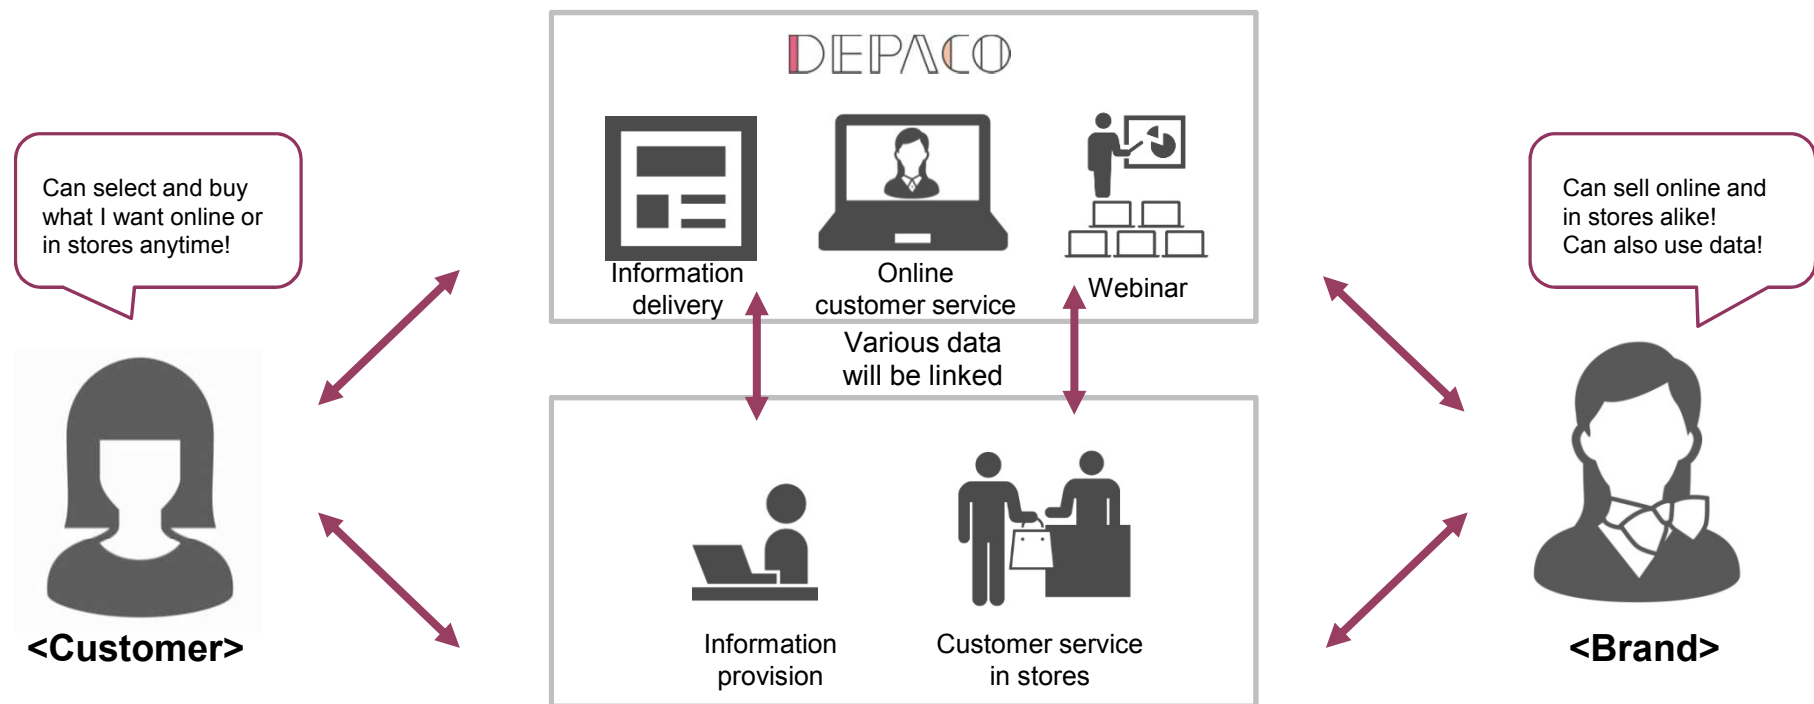 DEPACO
Can select and buy
what I want online or
in stores anytime!
Information
delivery
Online
customer service
Webinar
Can sell online and
in stores alike!
Can also use data!
Various data
will be linked
Information
provision
Customer service
in stores
<Customer>
<Brand>